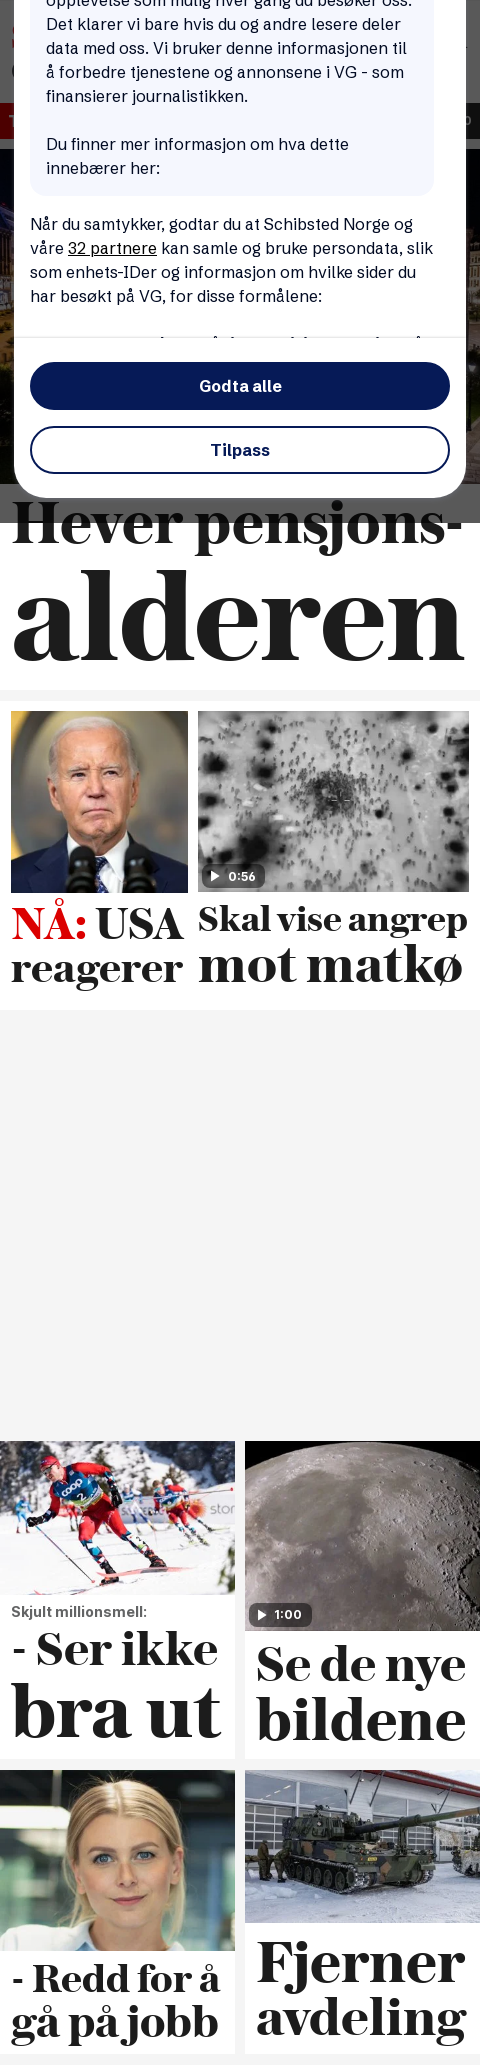 opplevelse som mulig hver gang du besøker oss.
Det klarer vi bare hvis du og andre lesere deler
data med oss. Vi bruker denne informasjonen til
å forbedre tjenestene og annonsene i VG - som
finansierer journalistikken.
Du finner mer informasjon om hva dette
innebærer her:
Når du samtykker, godtar du at Schibsted Norge og
våre 32 partnere kan samle og bruke persondata, slik
som enhets-IDer og informasjon om hvilke sider du
har besøkt på VG, for disse formålene:
Godta alle
Tilpass
Hever pensjons-
alderen
0:56
NÅ: USA
reagerer
Skal vise angrep
mot matkø
coop
2
Skjult millionsmell:
- Ser ikke
bra ut
1:00
Se de nye
bildene
- Redd for å
gå på jobb
Fjerner
avdeling